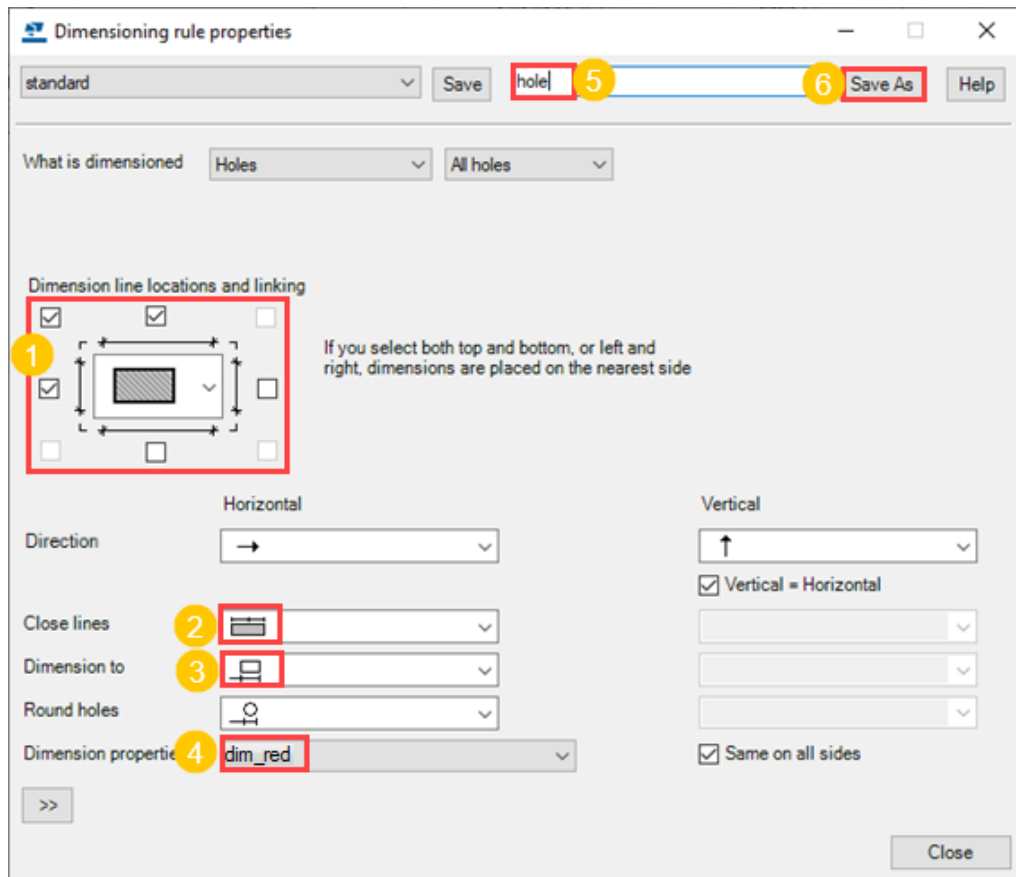 Dimensioning rule properties
standard Save hole 5 6 Save As Help
What is dimensioned Holes All holes
Dimension line locations and linking
1
If you select both top and bottom, or left and
right, dimensions are placed on the nearest side
Horizontal Vertical
Direction
Vertical = Horizontal
Close lines 2
Dimension to 3
Round holes
Dimension propertie 4 dim_red Same on all sides
>>
Close